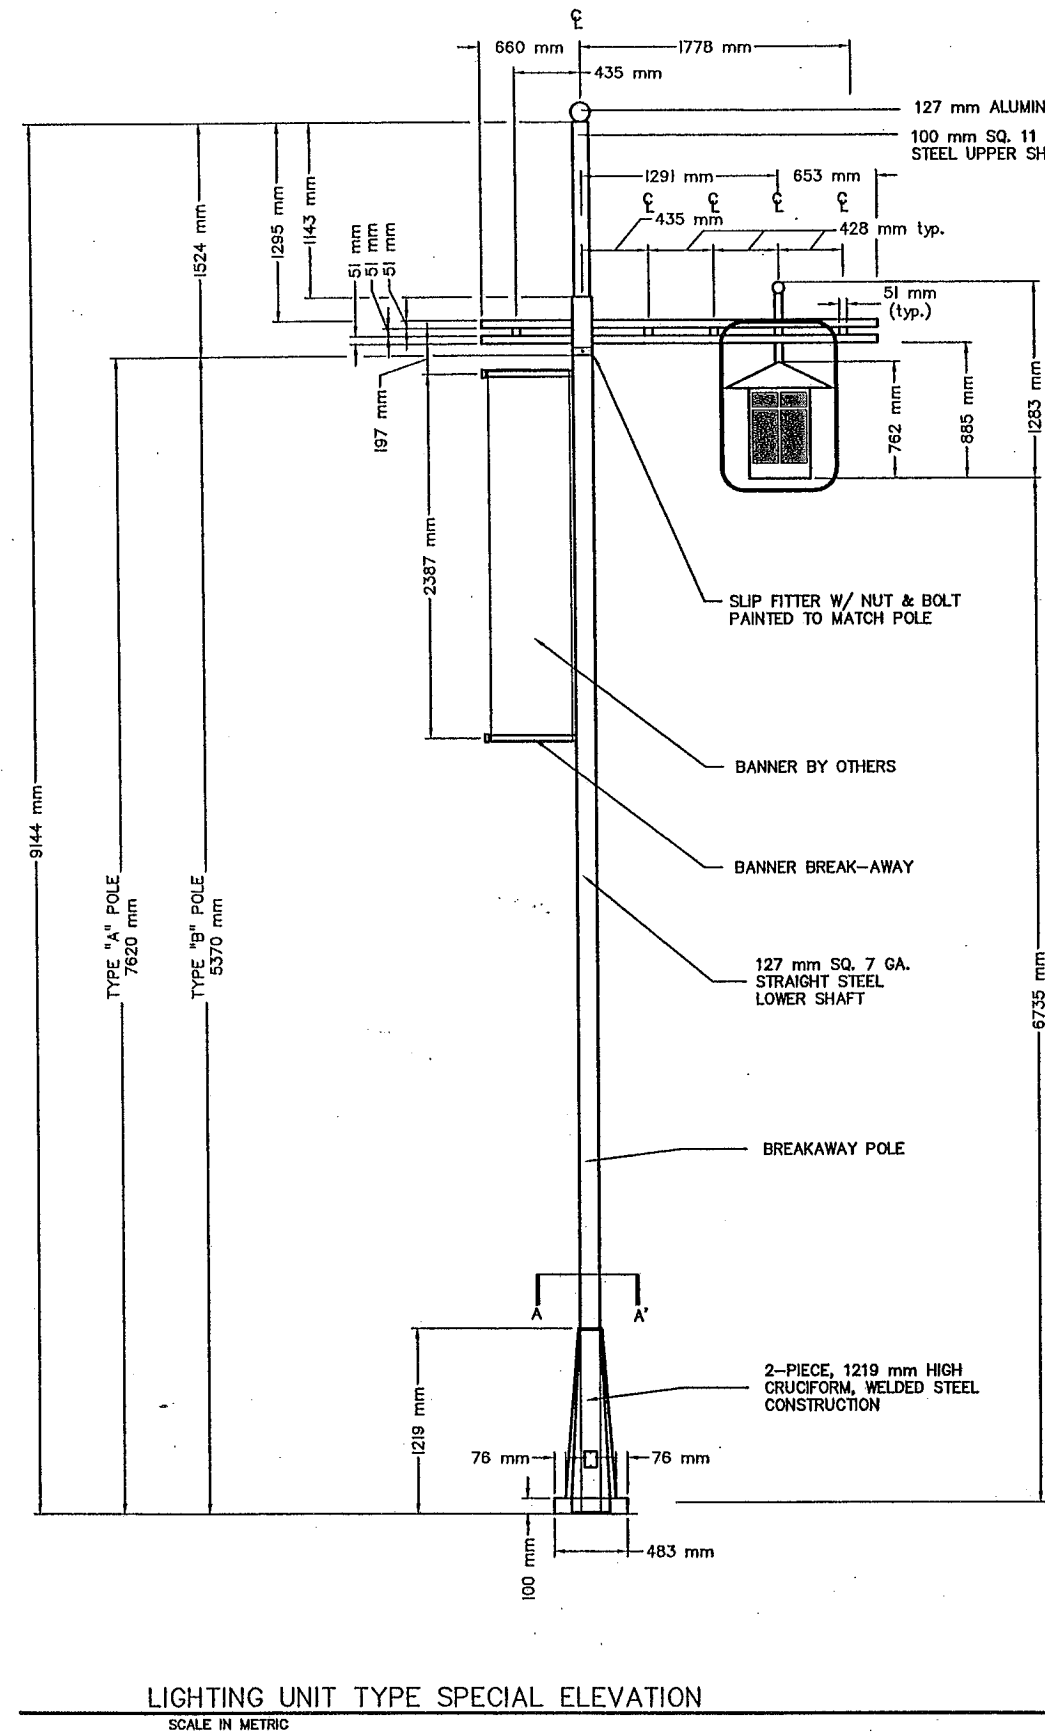 ℄
660 mm
1778 mm
435 mm
127 mm ALUMIN
100 mm SQ. 11
STEEL UPPER SH
1291 mm
653 mm
℄
℄
℄
℄
435 mm
428 mm typ.
1524 mm
1295 mm
1143 mm
51 mm
51 mm
51 mm
51 mm
(typ.)
197 mm
762 mm
885 mm
1283 mm
2387 mm
SLIP FITTER W/ NUT & BOLT
PAINTED TO MATCH POLE
BANNER BY OTHERS
9144 mm
BANNER BREAK-AWAY
TYPE "A" POLE
7620 mm
TYPE "B" POLE
5370 mm
127 mm SQ. 7 GA.
STRAIGHT STEEL
LOWER SHAFT
6735 mm
BREAKAWAY POLE
A
A'
1219 mm
2-PIECE, 1219 mm HIGH
CRUCIFORM, WELDED STEEL
CONSTRUCTION
76 mm
76 mm
100 mm
483 mm
LIGHTING UNIT TYPE SPECIAL ELEVATION
SCALE IN METRIC